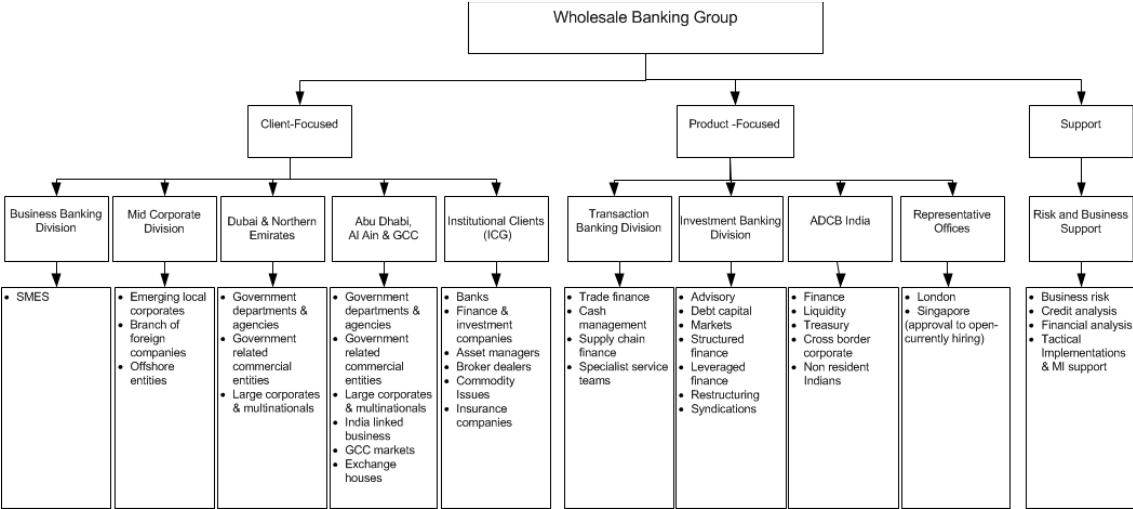 Wholesale Banking Group
Client-Focused
Product -Focused
Support
Business Banking
Division
Mid Corporate
Division
Dubai & Northern
Emirates
Abu Dhabi,
Al Ain & GCC
Institutional Clients
(ICG)
Transaction
Banking Division
Investment Banking
Division
ADCB India
Representative
Offices
Risk and Business
Support
• SMES
• Emerging local
corporates
• Branch of
foreign
companies
• Offshore
entities
• Government
departments &
agencies
• Government
related
commercial
entities
• Large corporates
& multinationals
• Government
departments &
agencies
• Government
related
commercial
entities
• Large corporates
& multinationals
• India linked
business
• GCC markets
• Exchange
houses
• Banks
• Finance &
investment
companies
• Asset managers
• Broker dealers
• Commodity
Issues
• Insurance
companies
• Trade finance
• Cash
management
• Supply chain
finance
• Specialist service
teams
• Advisory
• Debt capital
• Markets
• Structured
finance
• Leveraged
finance
• Restructuring
• Syndications
• Finance
• Liquidity
• Treasury
• Cross border
corporate
• Non resident
Indians
• London
• Singapore
(approval to open-
currently hiring)
• Business risk
• Credit analysis
• Financial analysis
• Tactical
Implementations
& MI support